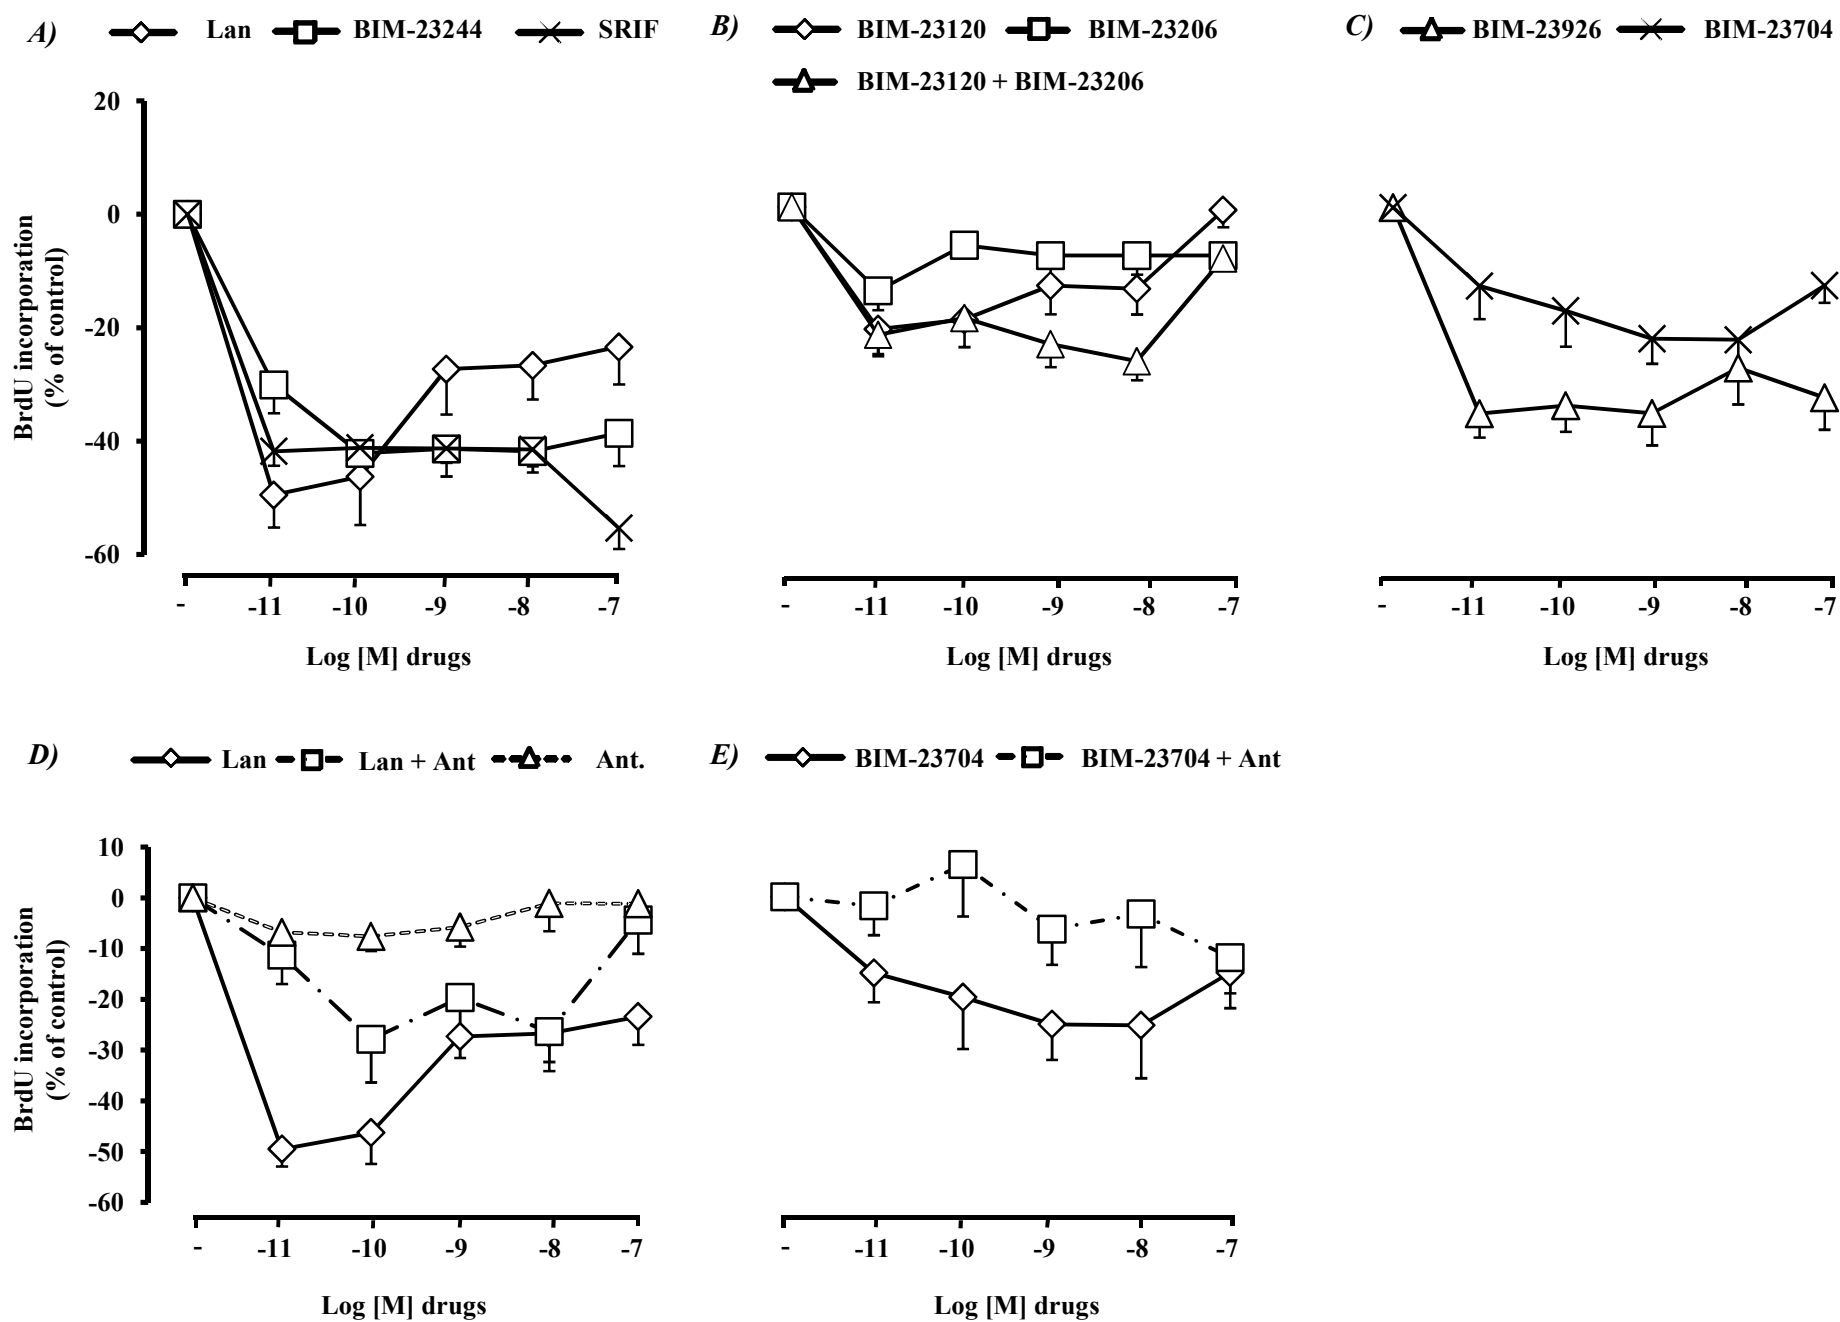 A) Lan BIM-23244 SRIF
B) BIM-23120 BIM-23206
BIM-23120 + BIM-23206
C) BIM-23926 BIM-23704
BrdU incorporation
(% of control)
20
0
-20
-40
-60
- -11 -10 -9 -8 -7
Log [M] drugs
- -11 -10 -9 -8 -7
Log [M] drugs
- -11 -10 -9 -8 -7
Log [M] drugs
D) Lan Lan + Ant Ant.
E) BIM-23704 BIM-23704 + Ant
BrdU incorporation
(% of control)
10
0
-10
-20
-30
-40
-50
-60
- -11 -10 -9 -8 -7
Log [M] drugs
- -11 -10 -9 -8 -7
Log [M] drugs